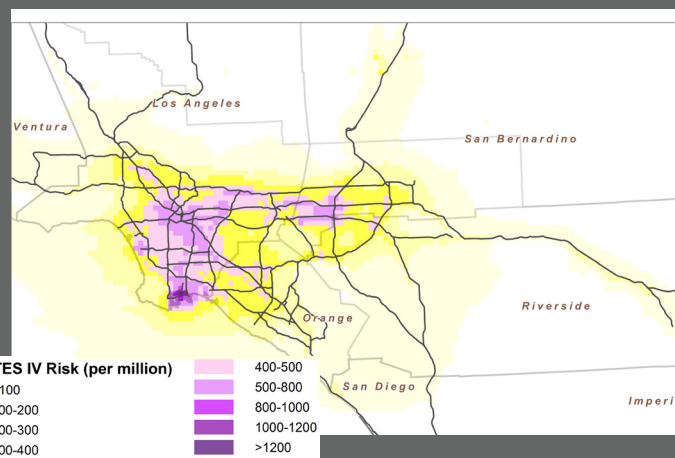 Los Angeles
Ventura
San Bernardino
Riverside
Orange
San Diego
Imperi
TES IV Risk (per million)
100
00-200
00-300
00-400
400-500
500-800
800-1000
1000-1200
>1200